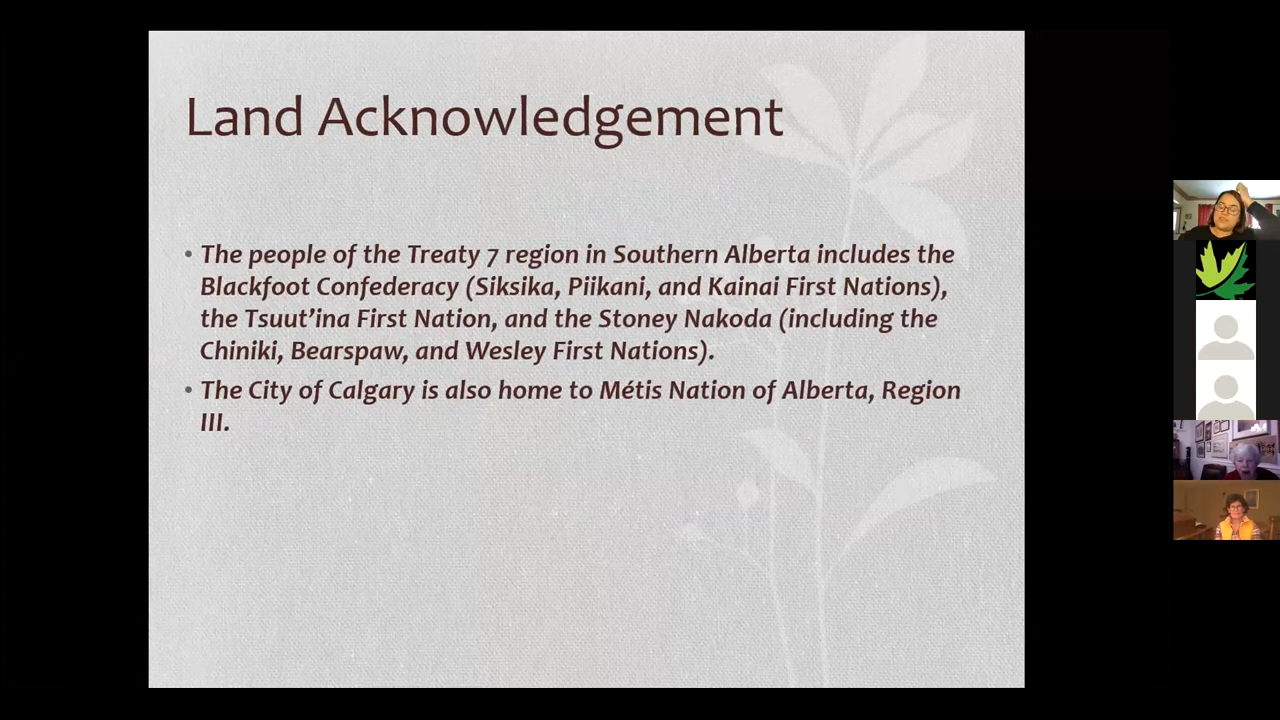 Land Acknowledgement
• The people of the Treaty 7 region in Southern Alberta includes the
Blackfoot Confederacy (Siksika, Piikani, and Kainai First Nations),
the Tsuut’ina First Nation, and the Stoney Nakoda (including the
Chiniki, Bearspaw, and Wesley First Nations).
• The City of Calgary is also home to Métis Nation of Alberta, Region
III.